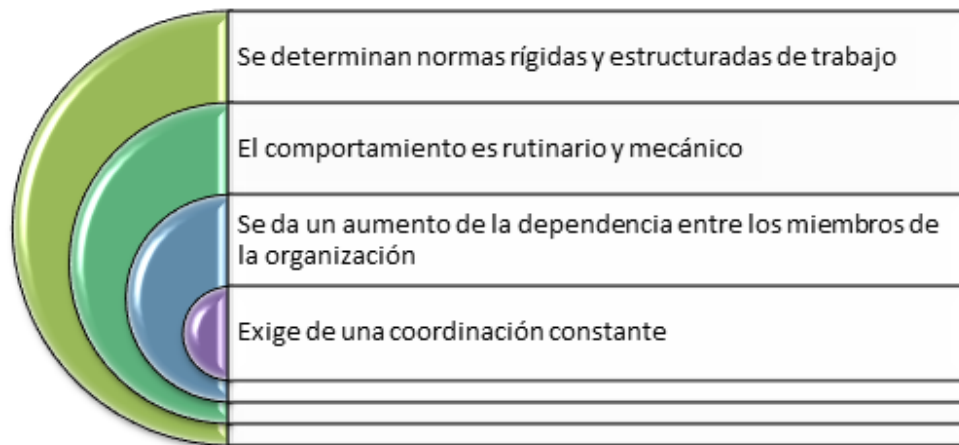 Se determinan normas rígidas y estructuradas de trabajo
El comportamiento es rutinario y mecánico
Se da un aumento de la dependencia entre los miembros de
la organización
Exige de una coordinación constante